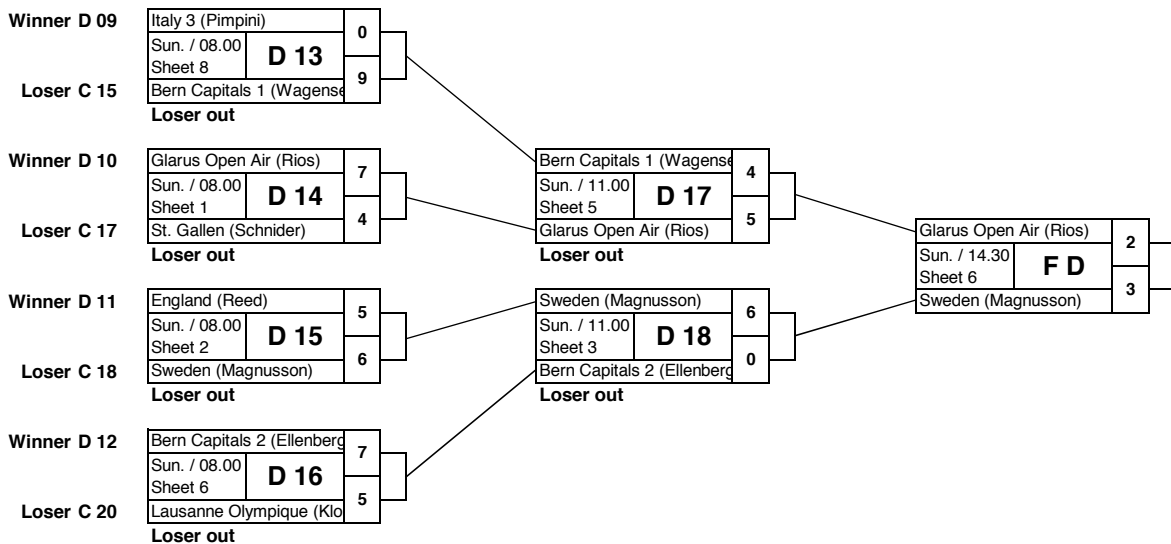 Winner D 09
Italy 3 (Pimpini)
0
Sun. / 08.00
Sheet 8
D 13
9
Loser C 15
Bern Capitals 1 (Wagense
Loser out
Winner D 10
Glarus Open Air (Rios)
7
Sun. / 08.00
Sheet 1
D 14
4
Loser C 17
St. Gallen (Schnider)
Loser out
Winner D 11
England (Reed)
5
Sun. / 08.00
Sheet 2
D 15
6
Loser C 18
Sweden (Magnusson)
Loser out
Winner D 12
Bern Capitals 2 (Ellenberg
7
Sun. / 08.00
Sheet 6
D 16
5
Loser C 20
Lausanne Olympique (Klo
Loser out
Bern Capitals 1 (Wagense
4
Sun. / 11.00
Sheet 5
D 17
5
Glarus Open Air (Rios)
Loser out
Sweden (Magnusson)
6
Sun. / 11.00
Sheet 3
D 18
0
Bern Capitals 2 (Ellenberg
Loser out
Glarus Open Air (Rios)
2
Sun. / 14.30
Sheet 6
F D
3
Sweden (Magnusson)